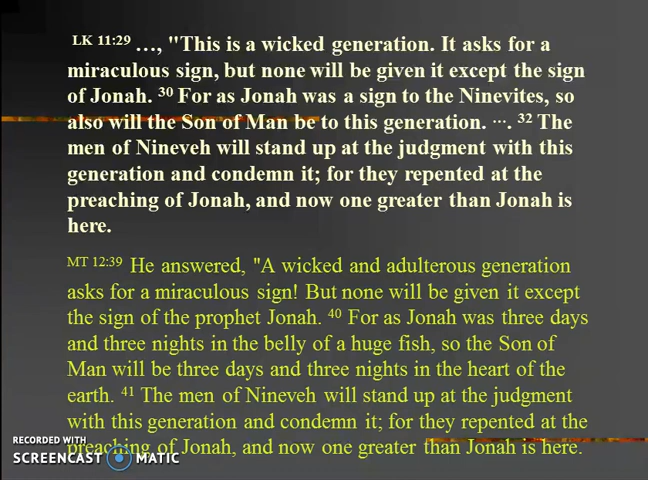 LK 11:29 …, "This is a wicked generation. It asks for a
miraculous sign, but none will be given it except the sign
of Jonah. 30 For as Jonah was a sign to the Ninevites, so
also will the Son of Man be to this generation. …. 32 The
men of Nineveh will stand up at the judgment with this
generation and condemn it; for they repented at the
preaching of Jonah, and now one greater than Jonah is
here.
MT 12:39 He answered, "A wicked and adulterous generation
asks for a miraculous sign! But none will be given it except
the sign of the prophet Jonah. 40 For as Jonah was three days
and three nights in the belly of a huge fish, so the Son of
Man will be three days and three nights in the heart of the
earth. 41 The men of Nineveh will stand up at the judgment
with this generation and condemn it; for they repented at the
preaching of Jonah, and now one greater than Jonah is here.
RECORDED WITH
SCREENCAST MATIC